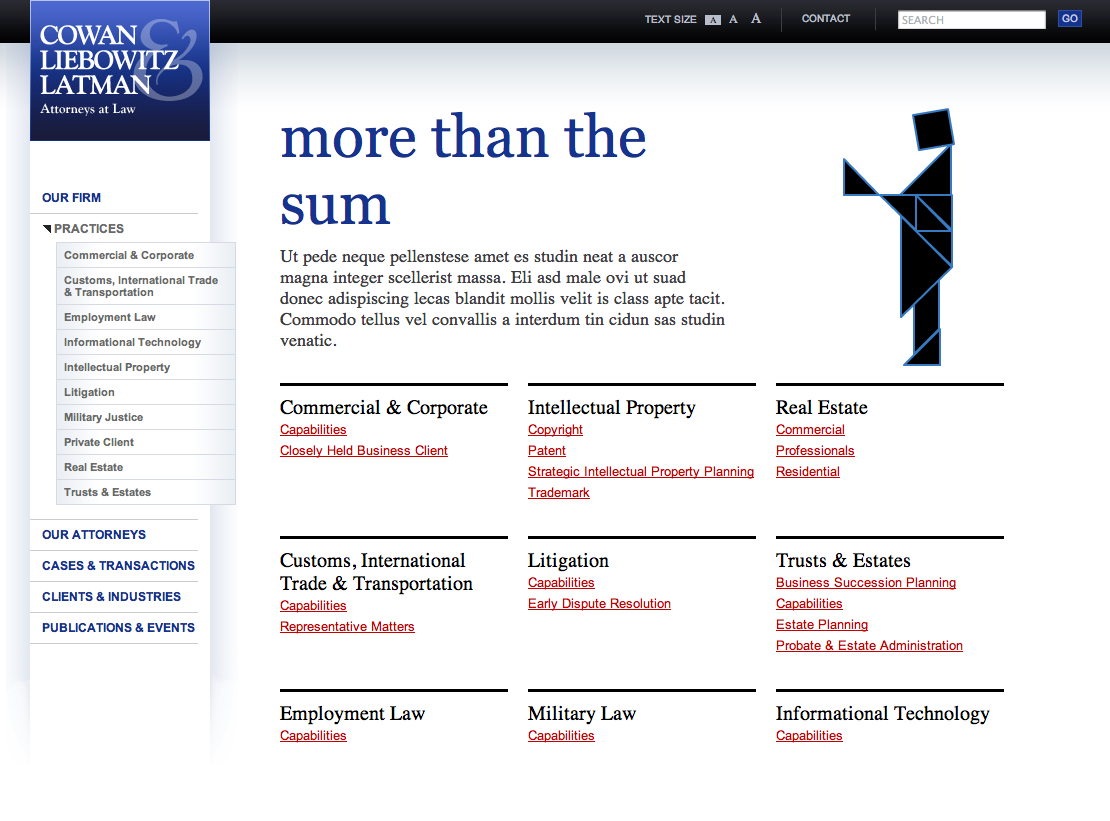 TEXT SIZE A A A CONTACT SEARCH GO
COWAN
LIEBOWITZ
LATMAN
&
Attorneys at Law
OUR FIRM
PRACTICES
Commercial & Corporate
Customs, International Trade
& Transportation
Employment Law
Informational Technology
Intellectual Property
Litigation
Military Justice
Private Client
Real Estate
Trusts & Estates
OUR ATTORNEYS
CASES & TRANSACTIONS
CLIENTS & INDUSTRIES
PUBLICATIONS & EVENTS
more than the
sum
Ut pede neque pellenstese amet es studin neat a auscor
magna integer scellerist massa. Eli asd male ovi ut suad
donec adispiscing lecas blandit mollis velit is class apte tacit.
Commodo tellus vel convallis a interdum tin cidun sas studin
venatic.
Commercial & Corporate
Capabilities
Closely Held Business Client
Intellectual Property
Copyright
Patent
Strategic Intellectual Property Planning
Trademark
Real Estate
Commercial
Professionals
Residential
Customs, International
Trade & Transportation
Capabilities
Representative Matters
Litigation
Capabilities
Early Dispute Resolution
Trusts & Estates
Business Succession Planning
Capabilities
Estate Planning
Probate & Estate Administration
Employment Law
Capabilities
Military Law
Capabilities
Informational Technology
Capabilities